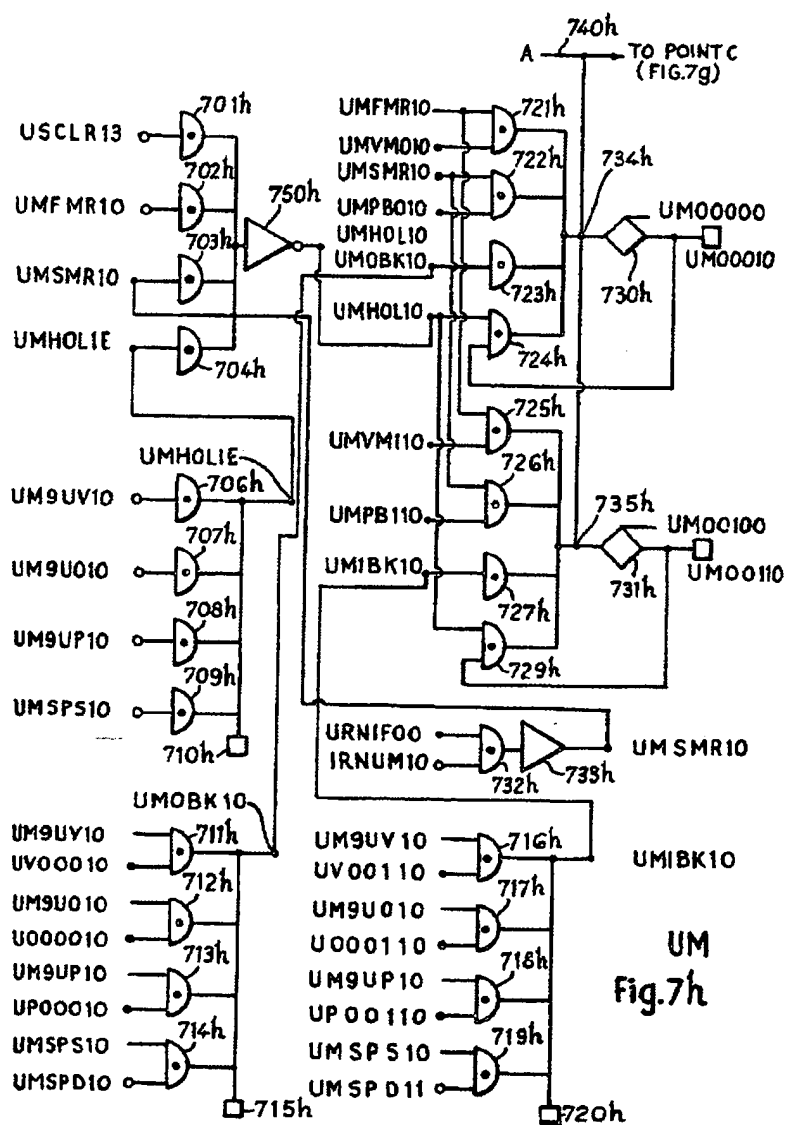 740h
A
TO POINT C
(FIG.7g)
701h
USCLR13
702h
UMFMR10
703h
750h
UMSMR10
UMHOL1E
704h
UMFMR10
721h
UMVM010
UMSMR10
722h
734h
UMPB010
UMHOL10
UM00000
UM0BK10
UM00010
723h
730h
UMHOL10
724h
725h
UMVM110
UMHOL1E
706h
726h
UM9UV10
UMPB110
735h
707h
UM00100
UM9U010
UM1BK10
UM00110
708h
727h
731h
UM9UP10
709h
729h
UMSPS10
URNIF00
UMSMR10
710h
IRNUM10
732h
733h
UM0BK10
UM9UV10
711h
UM9UV10
716h
UV00010
UV00110
UM1BK10
712h
717h
UM9U010
UM9U010
U000010
U000110
713h
718h
UM9UP10
UM9UP10
UP00010
UP00110
714h
719h
UMSPS10
UMSPS10
UMSPD10
UMSPD11
715h
720h
UM
Fig.7h